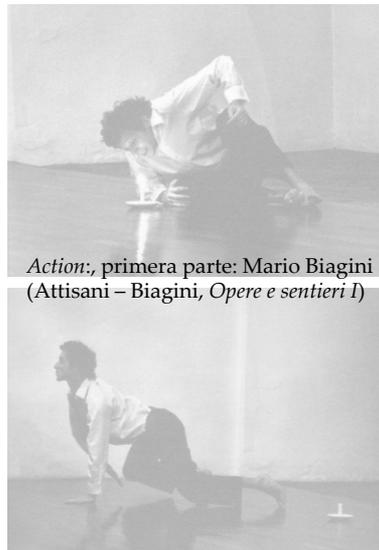 Action:, primera parte: Mario Biagini
(Attisani – Biagini, Opere e sentieri I)